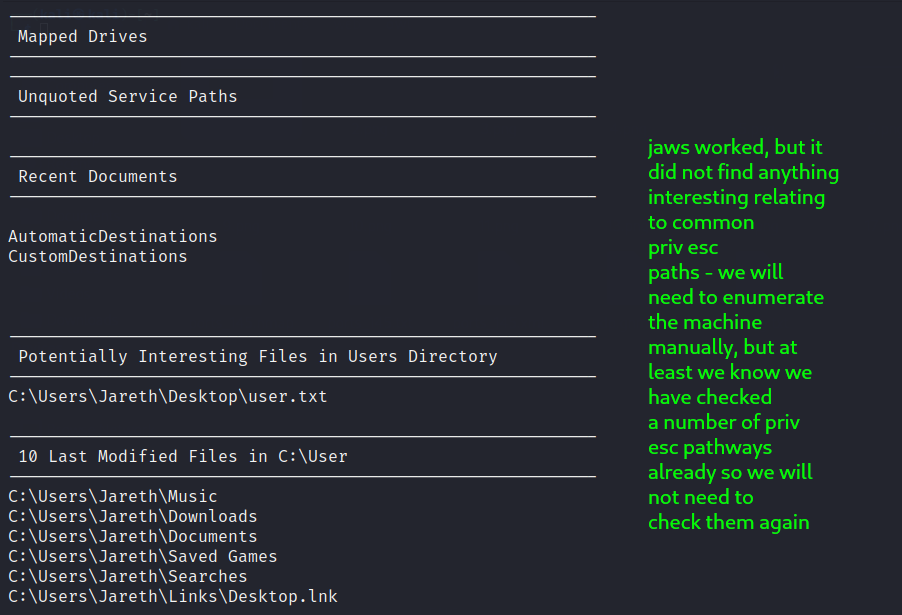 Mapped Drives
Unquoted Service Paths
Recent Documents
AutomaticDestinations
CustomDestinations
Potentially Interesting Files in Users Directory
C:\Users\Jareth\Desktop\user.txt
10 Last Modified Files in C:\User
C:\Users\Jareth\Music
C:\Users\Jareth\Downloads
C:\Users\Jareth\Documents
C:\Users\Jareth\Saved Games
C:\Users\Jareth\Searches
C:\Users\Jareth\Links\Desktop.lnk
jaws worked, but it
did not find anything
interesting relating
to common
priv esc
paths - we will
need to enumerate
the machine
manually, but at
least we know we
have checked
a number of priv
esc pathways
already so we will
not need to
check them again